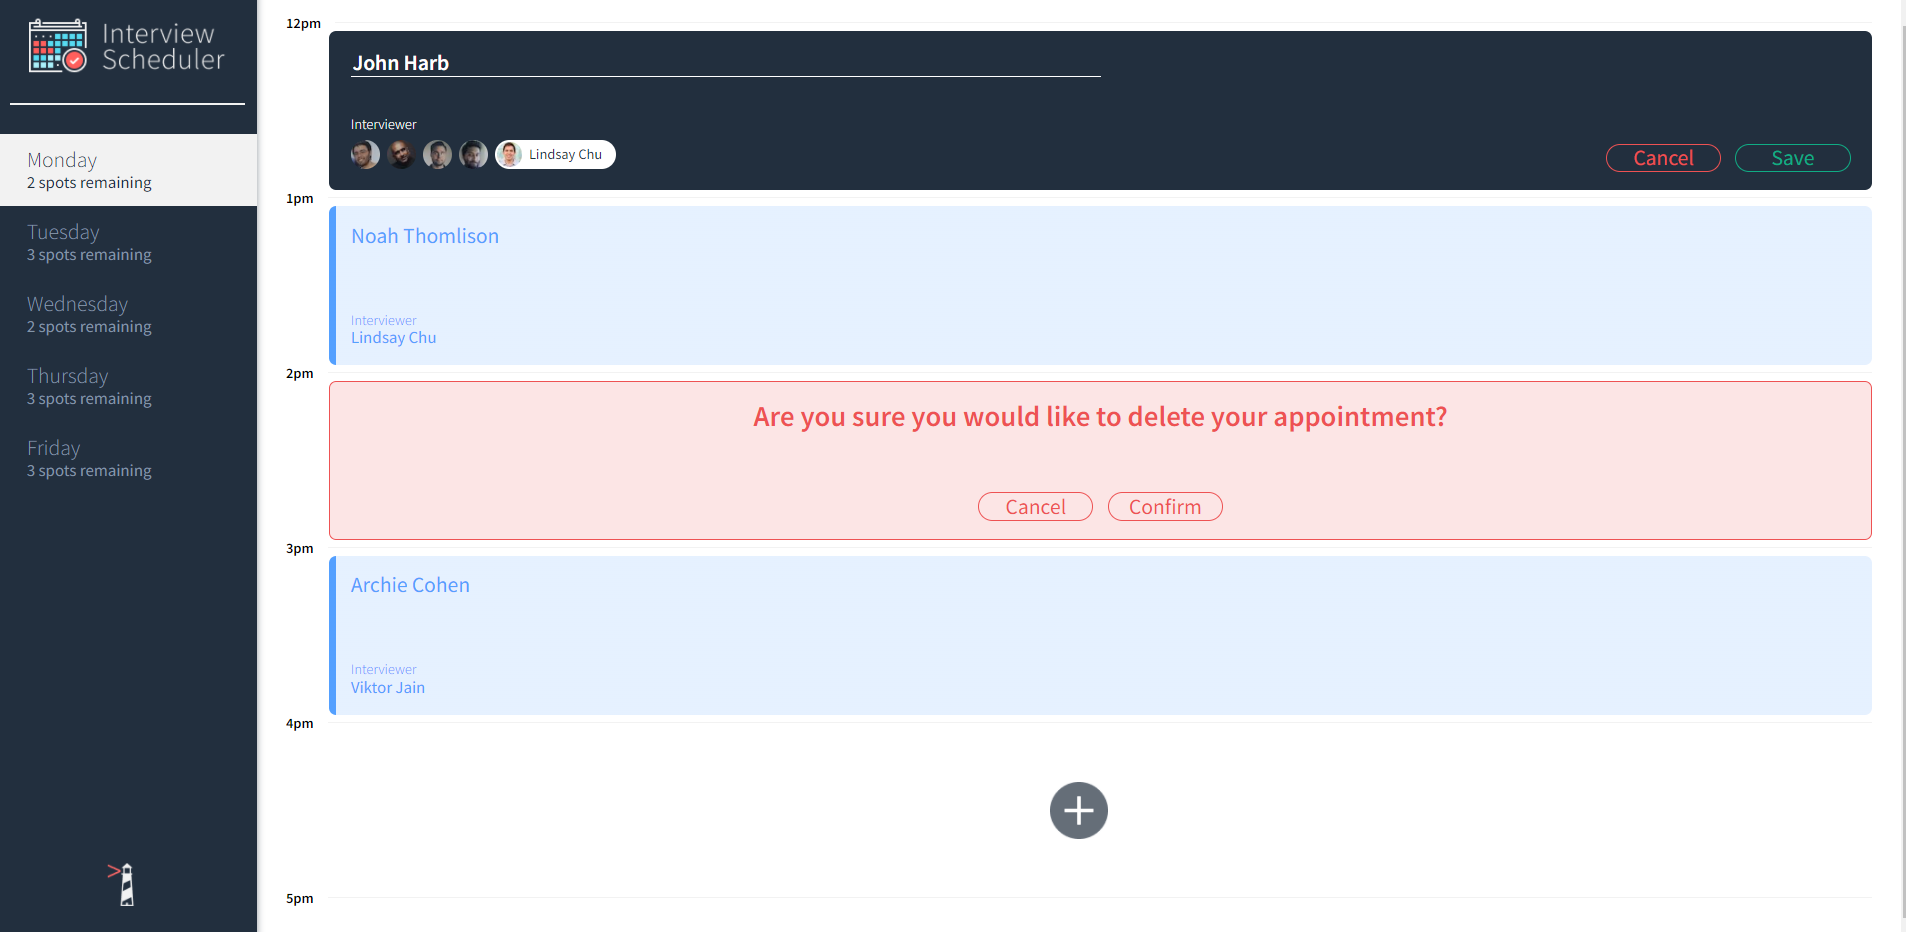 Interview
Scheduler
Monday
2 spots remaining
Tuesday
3 spots remaining
Wednesday
2 spots remaining
Thursday
3 spots remaining
Friday
3 spots remaining
12pm
John Harb
Interviewer
Lindsay Chu
Cancel Save
1pm
Noah Thomlison
Interviewer
Lindsay Chu
2pm
Are you sure you would like to delete your appointment?
Cancel Confirm
3pm
Archie Cohen
Interviewer
Viktor Jain
4pm
5pm